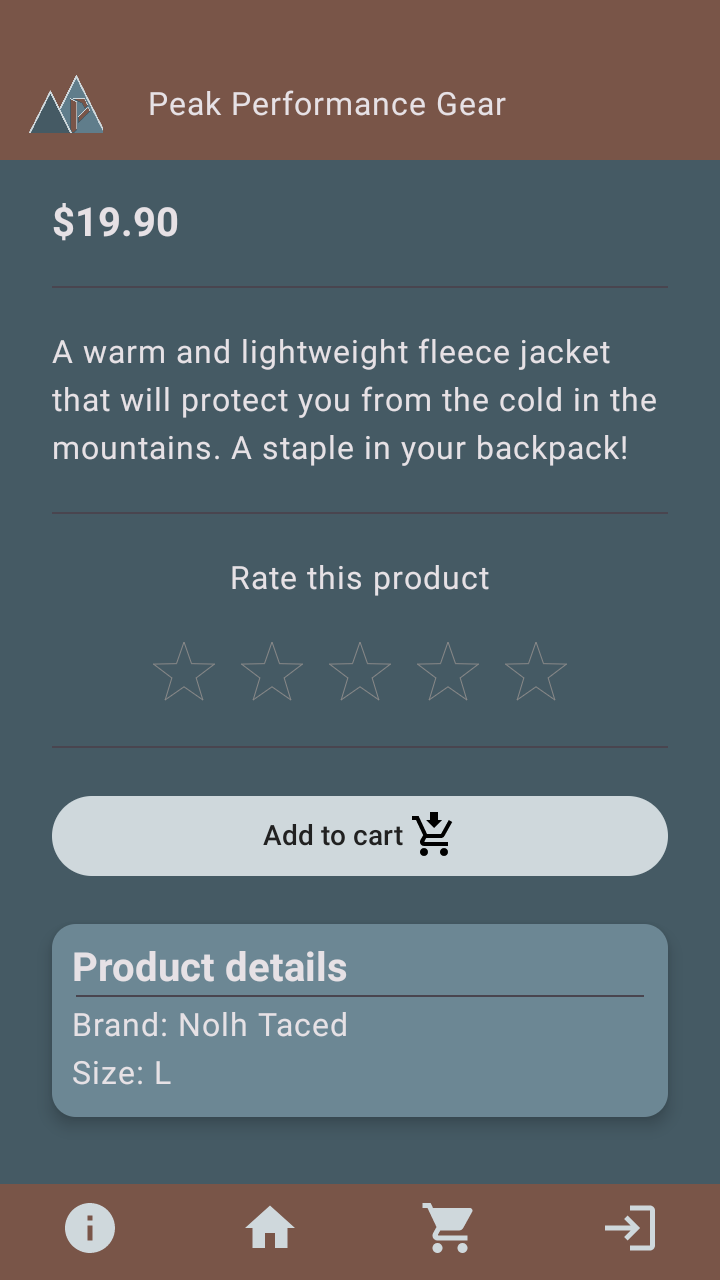 Peak Performance Gear
$19.90
A warm and lightweight fleece jacket
that will protect you from the cold in the
mountains. A staple in your backpack!
Rate this product
Add to cart
Product details
Brand: Nolh Taced
Size: L